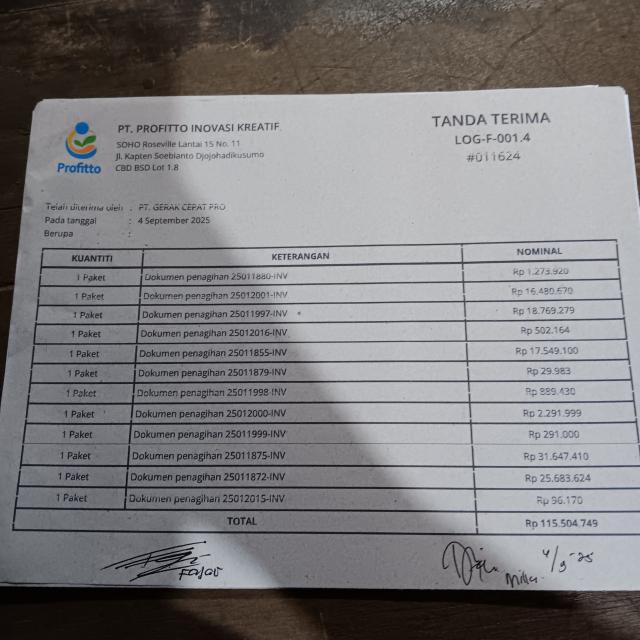 PT. PROFITTO INOVASI KREATIF
SOHO Roseville Lantai 15 No. 11
Jl. Kapten Soebianto Djojohadikusumo
CBD BSD Lot 1.8
Profitto
TANDA TERIMA
LOG-F-001.4
#011624
Telah diterima oleh : PT. GERAK CEPAT PRO
Pada tanggal : 4 September 2025
Berupa :
KUANTITI KETERANGAN NOMINAL
1 Paket Dokumen penagihan 25011880-INV Rp 1.273.920
1 Paket Dokumen penagihan 25012001-INV Rp 16.480.670
1 Paket Dokumen penagihan 25011997-INV Rp 18.769.279
1 Paket Dokumen penagihan 25012016-INV Rp 502.164
1 Paket Dokumen penagihan 25011855-INV Rp 17.549.100
1 Paket Dokumen penagihan 25011879-INV Rp 29.983
1 Paket Dokumen penagihan 25011998-INV Rp 889.430
1 Paket Dokumen penagihan 25012000-INV Rp 2.291.999
1 Paket Dokumen penagihan 25011999-INV Rp 291.000
1 Paket Dokumen penagihan 25011875-INV Rp 31.647.410
1 Paket Dokumen penagihan 25011872-INV Rp 25.683.624
1 Paket Dokumen penagihan 25012015-INV Rp 96.170
TOTAL Rp 115.504.749
Fajar
4/9-25